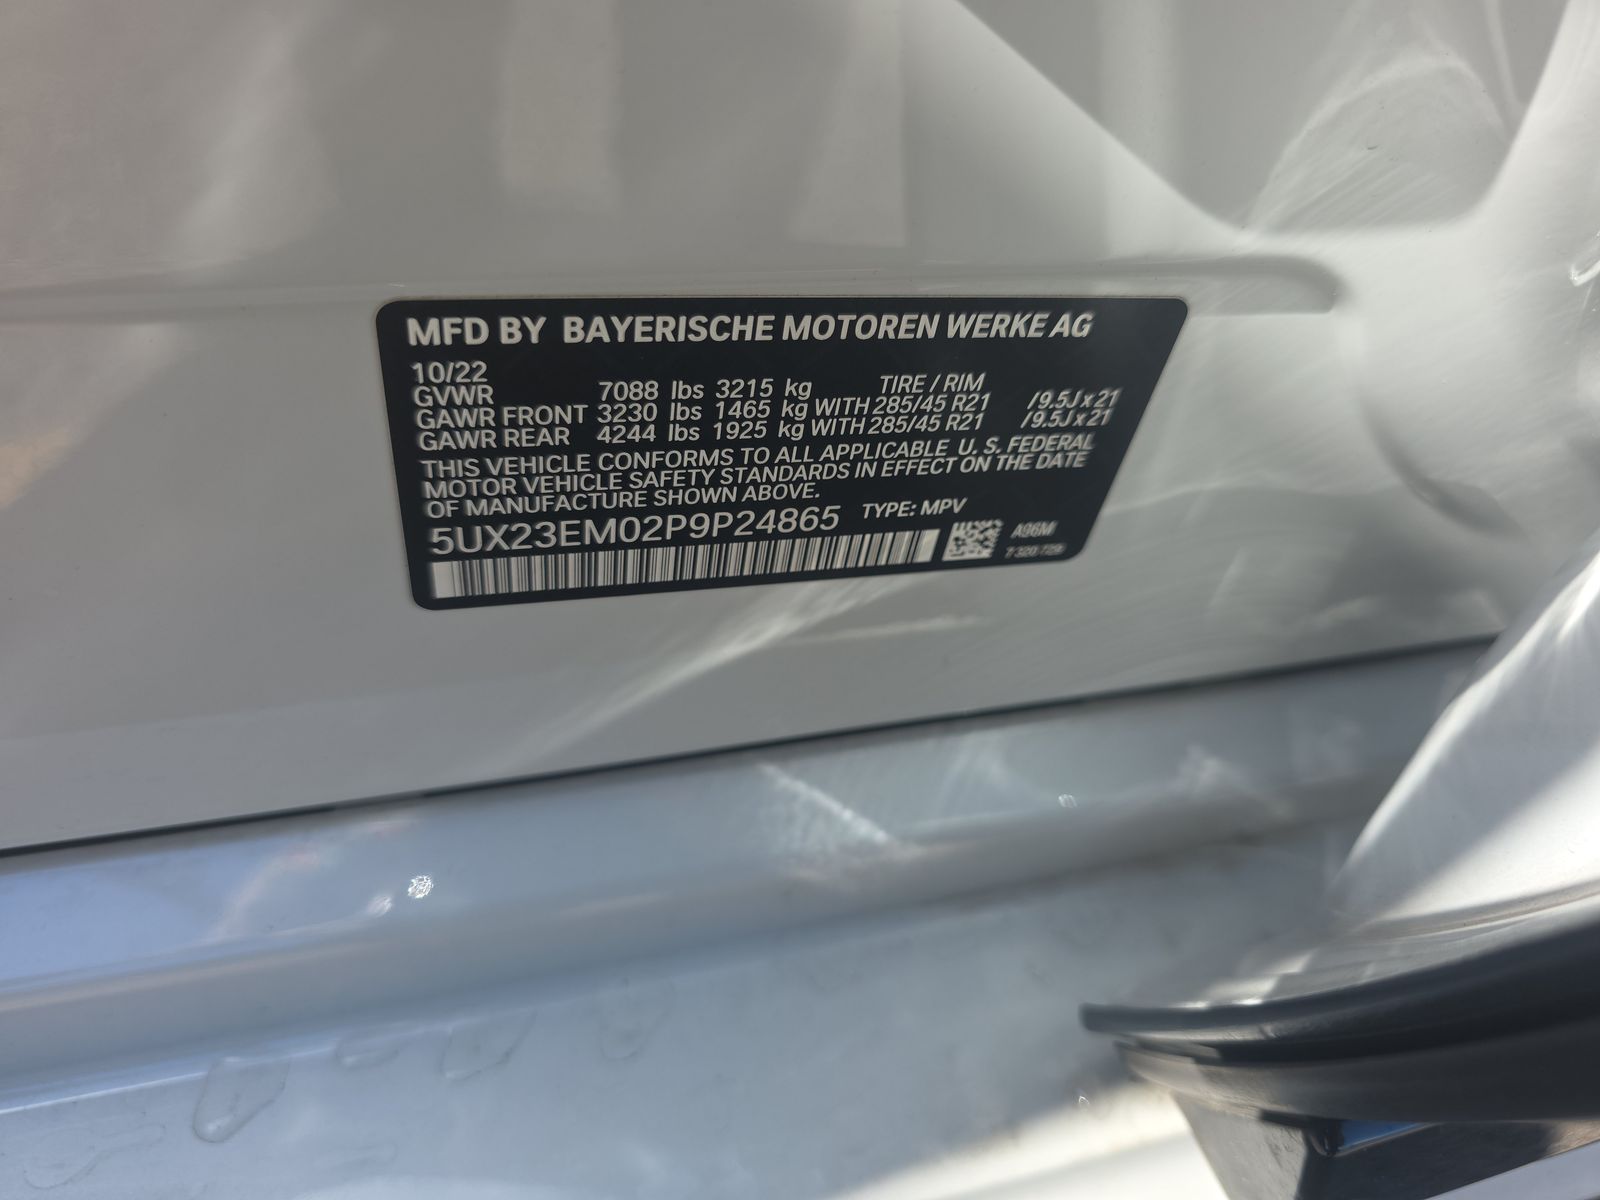 MFD BY BAYERISCHE MOTOREN WERKE AG
10/22
GVWR 7088 lbs 3215 kg TIRE / RIM
GAWR FRONT 3230 lbs 1465 kg WITH 285/45 R21 /9.5J x 21
GAWR REAR 4244 lbs 1925 kg WITH 285/45 R21 /9.5J x 21
THIS VEHICLE CONFORMS TO ALL APPLICABLE U. S. FEDERAL
MOTOR VEHICLE SAFETY STANDARDS IN EFFECT ON THE DATE
OF MANUFACTURE SHOWN ABOVE.
5UX23EM02P9P24865 TYPE: MPV
A96M